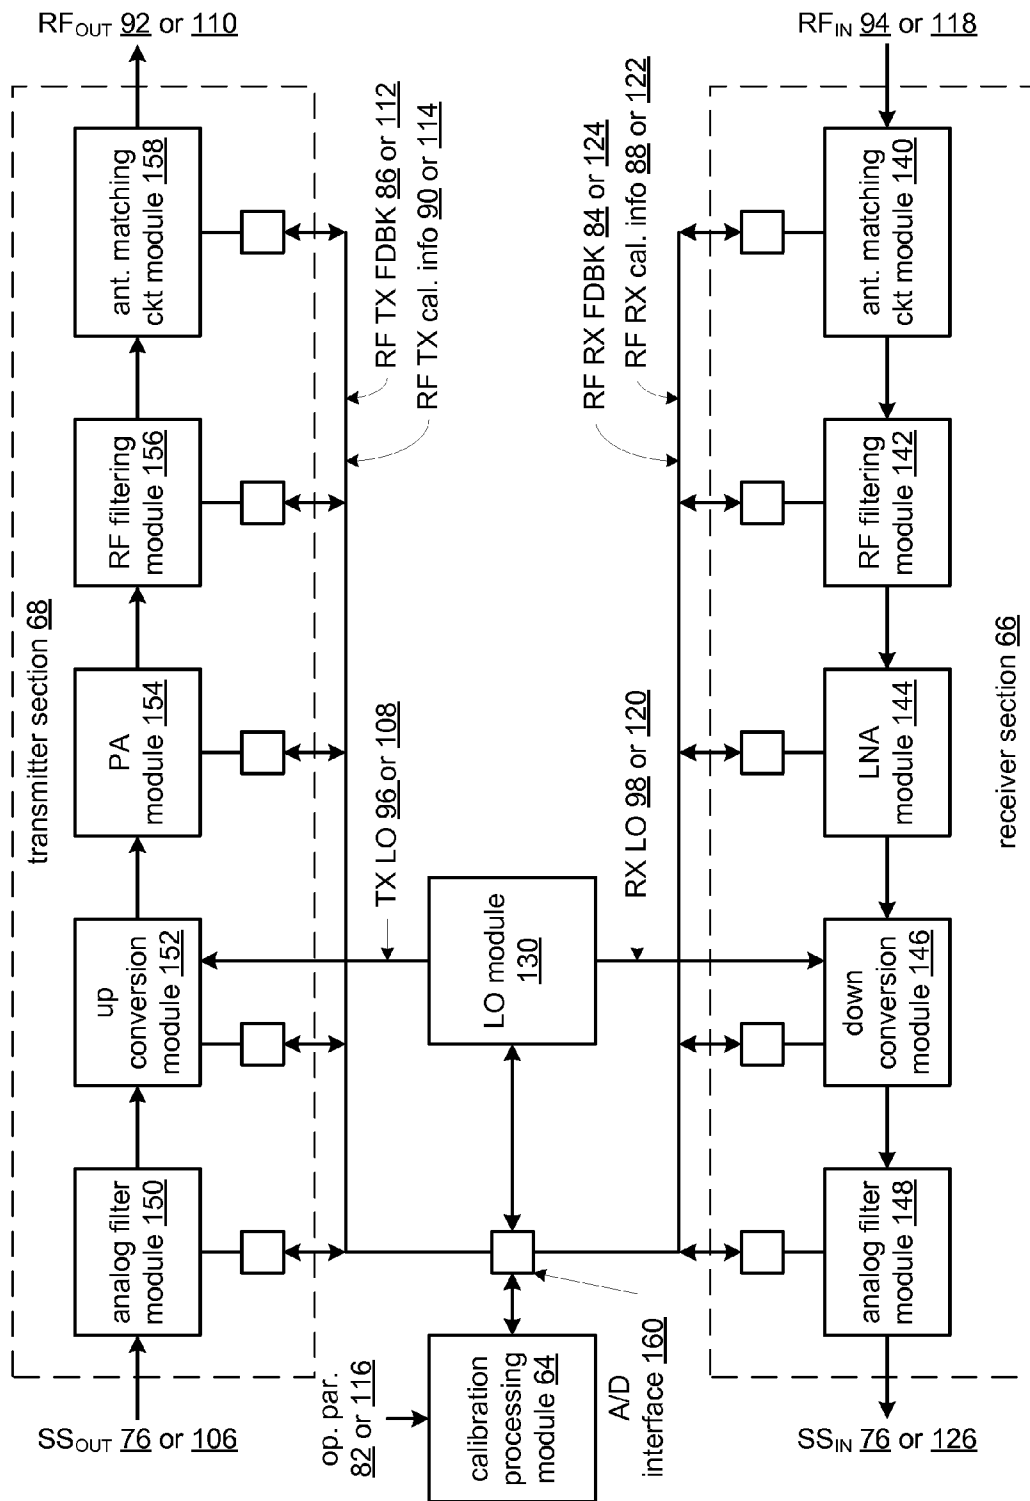 RFOUT 92 or 110
RFIN 94 or 118
transmitter section 68
ant. matching
ckt module 158
RF filtering
module 156
PA
module 154
up
conversion
module 152
analog filter
module 150
SSOUT 76 or 106
RF TX FDBK 86 or 112
RF TX cal. info 90 or 114
TX LO 96 or 108
LO module
130
op. par.
82 or 116
calibration
processing
module 64
A/D
interface 160
RX LO 98 or 120
RF RX FDBK 84 or 124
RF RX cal. info 88 or 122
ant. matching
ckt module 140
RF filtering
module 142
LNA
module 144
down
conversion
module 146
analog filter
module 148
receiver section 66
SSIN 76 or 126